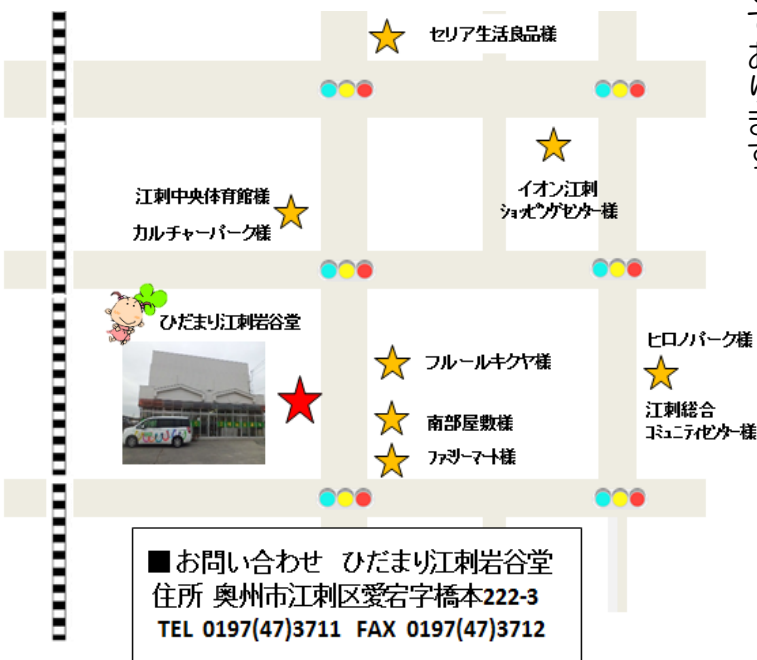 セリア生活良品様
ております
イオン江刺
ショッピングセンター様
江刺中央体育館様
カルチャーパーク様
ひだまり江刺岩谷堂
フルールキクヤ様
南部屋敷様
ファミリーマート様
ヒロノパーク様
江刺総合
コミュニティセンター様
■お問い合わせ ひだまり江刺岩谷堂
住所 奥州市江刺区愛宕字橋本222-3
TEL 0197(47)3711 FAX 0197(47)3712